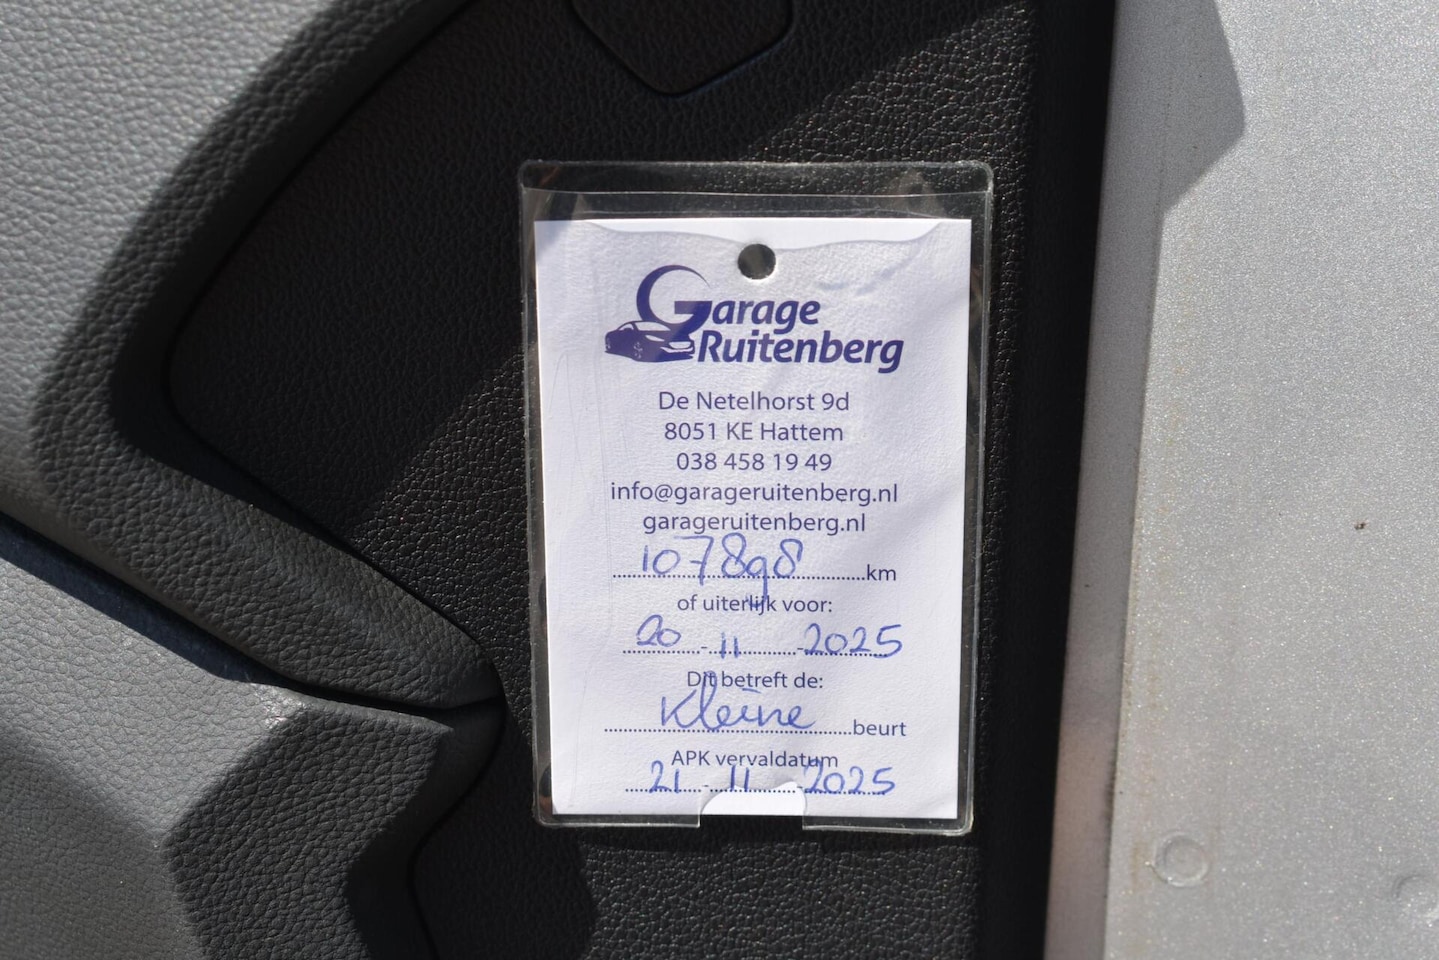 Garage
Ruitenberg
De Netelhorst 9d
8051 KE Hattem
038 458 19 49
info@garageruitenberg.nl
garageruitenberg.nl
107898 km
of uiterlijk voor:
20 - 11 - 2025
Dit betreft de:
Kleine beurt
APK vervaldatum
21 - 11 - 2025